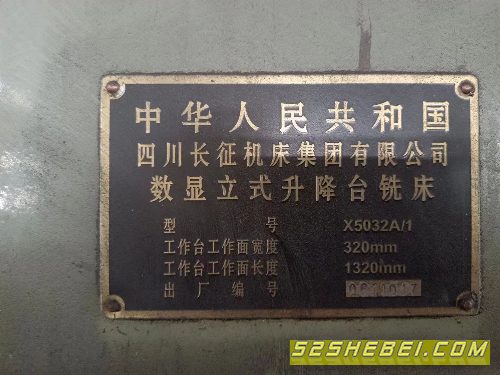 中华人民共和国
四川长征机床集团有限公司
数显立式升降台铣床
型号 X5032A/1
工作台工作面宽度 320mm
工作台工作面长度 1320mm
出厂编号
52SHEBEI.COM